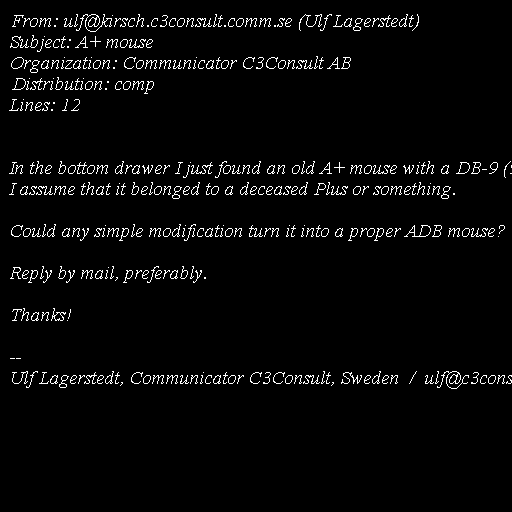 From: ulf@kirsch.c3consult.comm.se (Ulf Lagerstedt)
Subject: A+ mouse
Organization: Communicator C3Consult AB
Distribution: comp
Lines: 12
In the bottom drawer I just found an old A+ mouse with a DB-9
I assume that it belonged to a deceased Plus or something.
Could any simple modification turn it into a proper ADB mouse?
Reply by mail, preferably.
Thanks!
--
Ulf Lagerstedt, Communicator C3Consult, Sweden / ulf@c3cons